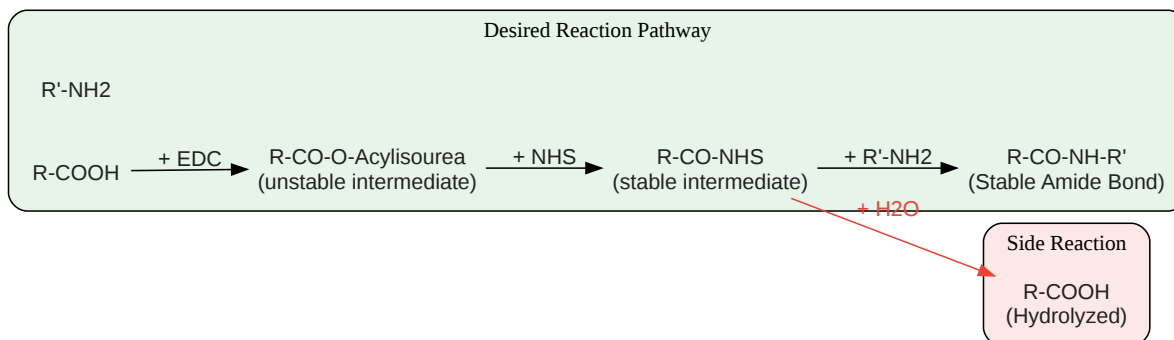 Desired Reaction Pathway
R'-NH2
R-COOH
+ EDC
R-CO-O-Acylisourea
(unstable intermediate)
+ NHS
R-CO-NHS
(stable intermediate)
+ R'-NH2
R-CO-NH-R'
(Stable Amide Bond)
+ H2O
Side Reaction
R-COOH
(Hydrolyzed)